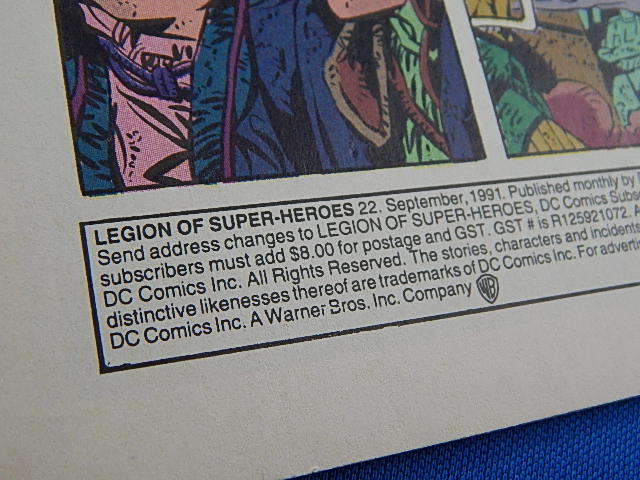 LEGION OF SUPER-HEROES 22. September, 1991. Published monthly by
Send address changes to LEGION OF SUPER-HEROES, DC Comics Subsc
subscribers must add $8.00 for postage and GST. GST # is R125921072.
DC Comics Inc. All Rights Reserved. The stories, characters and incidents
distinctive likenesses thereof are trademarks of DC Comics Inc. For advert
DC Comics Inc. A Warner Bros. Inc. Company WB